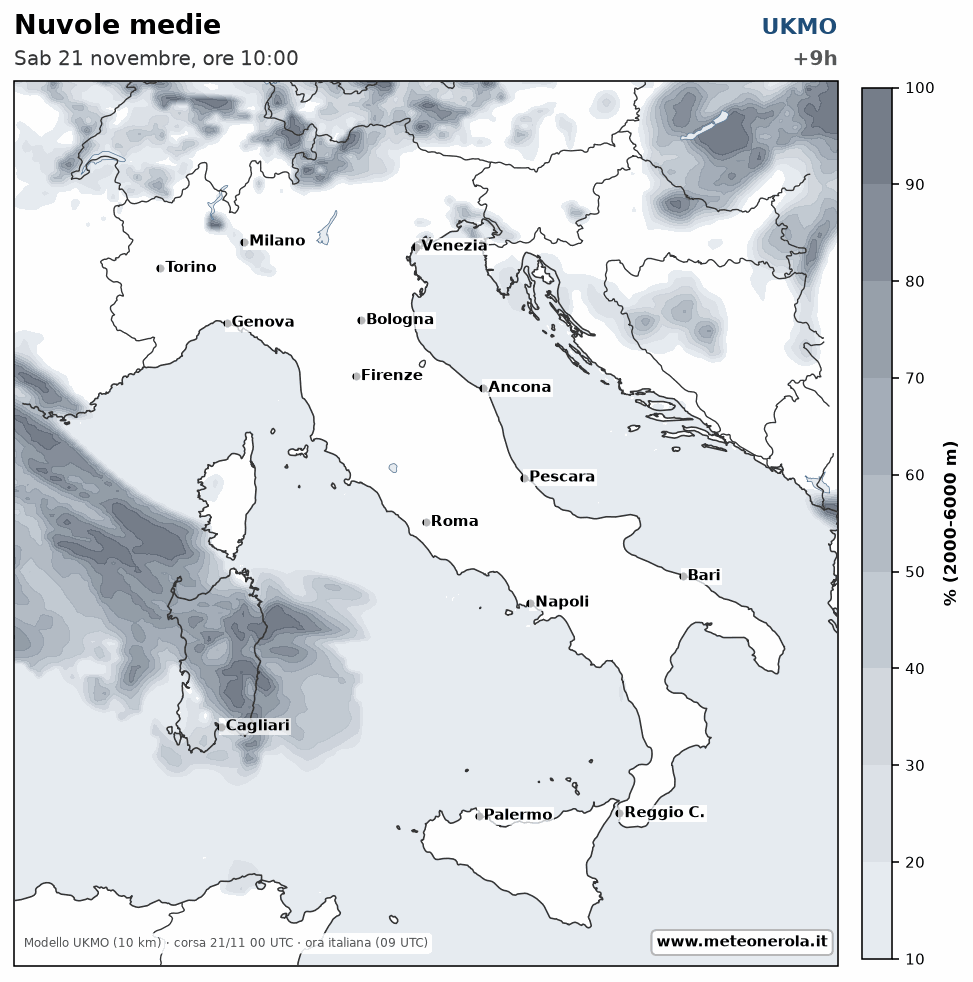 Nuvole medie
UKMO
Sab 21 novembre, ore 10:00
+9h
Milano
Venezia
Torino
Genova
Bologna
Firenze
Ancona
Pescara
Roma
Bari
Napoli
Cagliari
Palermo
Reggio C.
Modello UKMO (10 km) · corsa 21/11 00 UTC · ora italiana (09 UTC)
www.meteonerola.it
100
90
80
70
60
50
40
30
20
10
% (2000-6000 m)